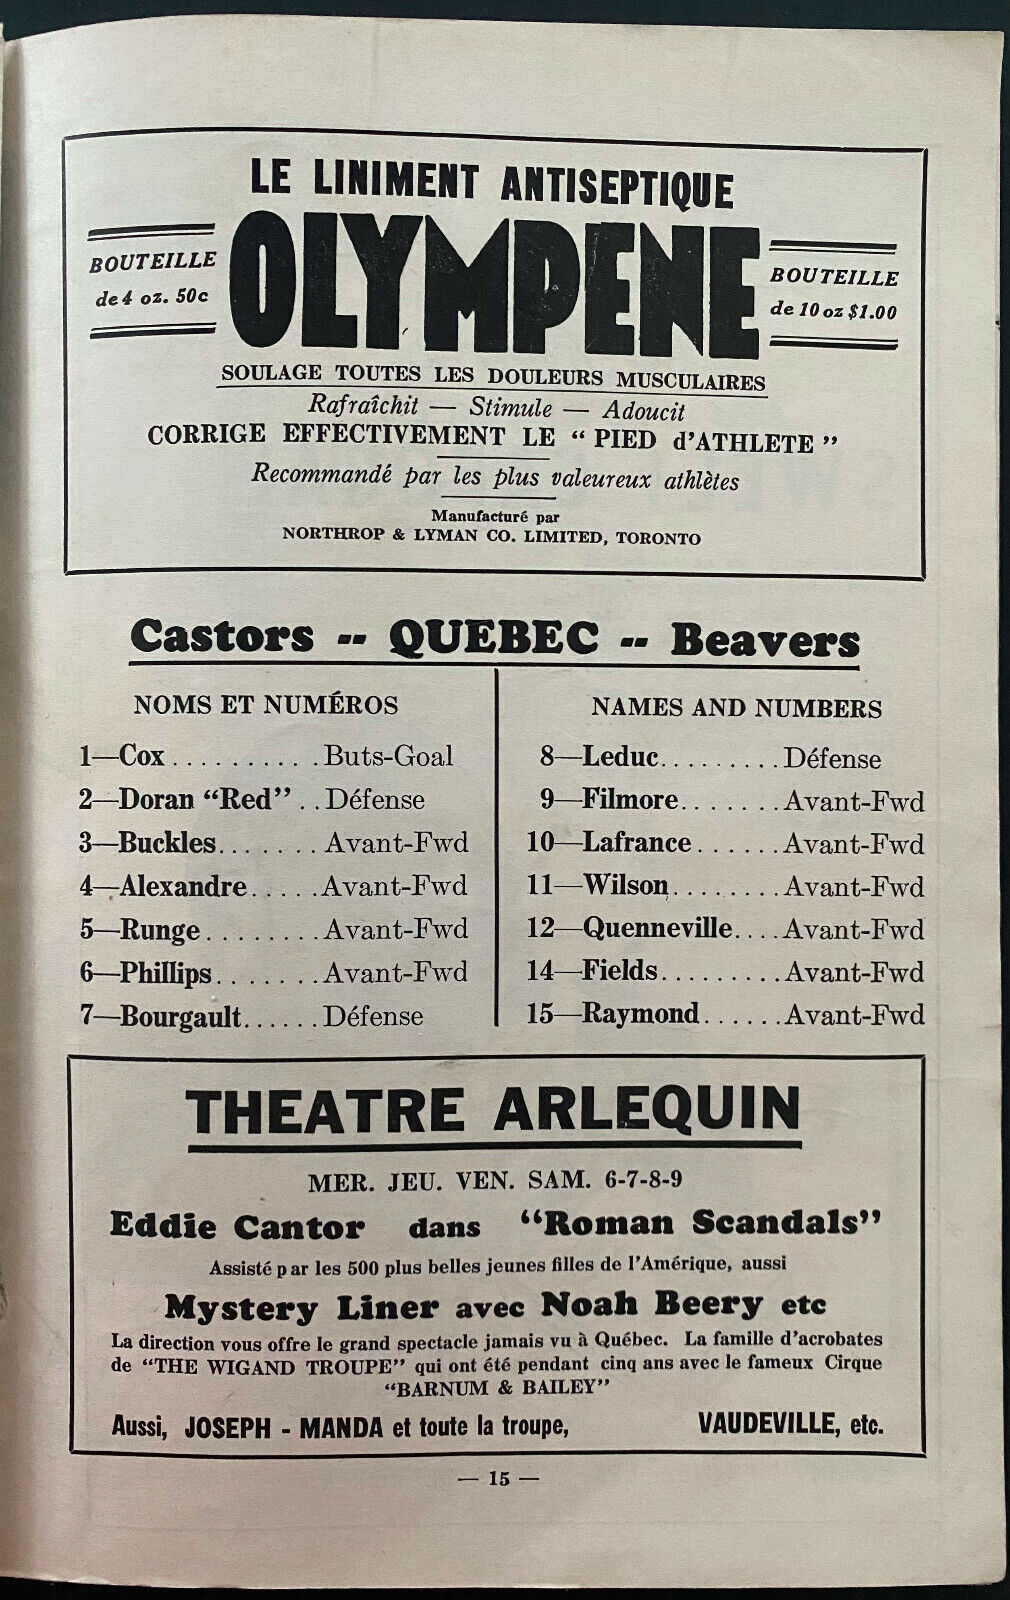 LE LINIMENT ANTISEPTIQUE
OLYMPENE
BOUTEILLE
de 4 oz. 50c
BOUTEILLE
de 10 oz $1.00
SOULAGE TOUTES LES DOULEURS MUSCULAIRES
Rafraîchit — Stimule — Adoucit
CORRIGE EFFECTIVEMENT LE “ PIED d'ATHLETE ”
Recommandé par les plus valeureux athlètes
Manufacturé par
NORTHROP & LYMAN CO. LIMITED, TORONTO
Castors -- QUEBEC -- Beavers
NOMS ET NUMÉROS
1—Cox . . . . . . . . . . Buts-Goal
2—Doran “Red” . . Défense
3—Buckles. . . . . . . Avant-Fwd
4—Alexandre. . . . . Avant-Fwd
5—Runge. . . . . . . . Avant-Fwd
6—Phillips. . . . . . . Avant-Fwd
7—Bourgault. . . . . . Défense
NAMES AND NUMBERS
8—Leduc. . . . . . . . . Défense
9—Filmore. . . . . . . Avant-Fwd
10—Lafrance . . . . . . Avant-Fwd
11—Wilson. . . . . . . . Avant-Fwd
12—Quenneville. . . . Avant-Fwd
14—Fields. . . . . . . . . Avant-Fwd
15—Raymond. . . . . . Avant-Fwd
THEATRE ARLEQUIN
MER. JEU. VEN. SAM. 6-7-8-9
Eddie Cantor dans “Roman Scandals”
Assisté par les 500 plus belles jeunes filles de l'Amérique, aussi
Mystery Liner avec Noah Beery etc
La direction vous offre le grand spectacle jamais vu à Québec. La famille d'acrobates
de “THE WIGAND TROUPE” qui ont été pendant cinq ans avec le fameux Cirque
“BARNUM & BAILEY”
Aussi, JOSEPH - MANDA et toute la troupe, VAUDEVILLE, etc.
— 15 —